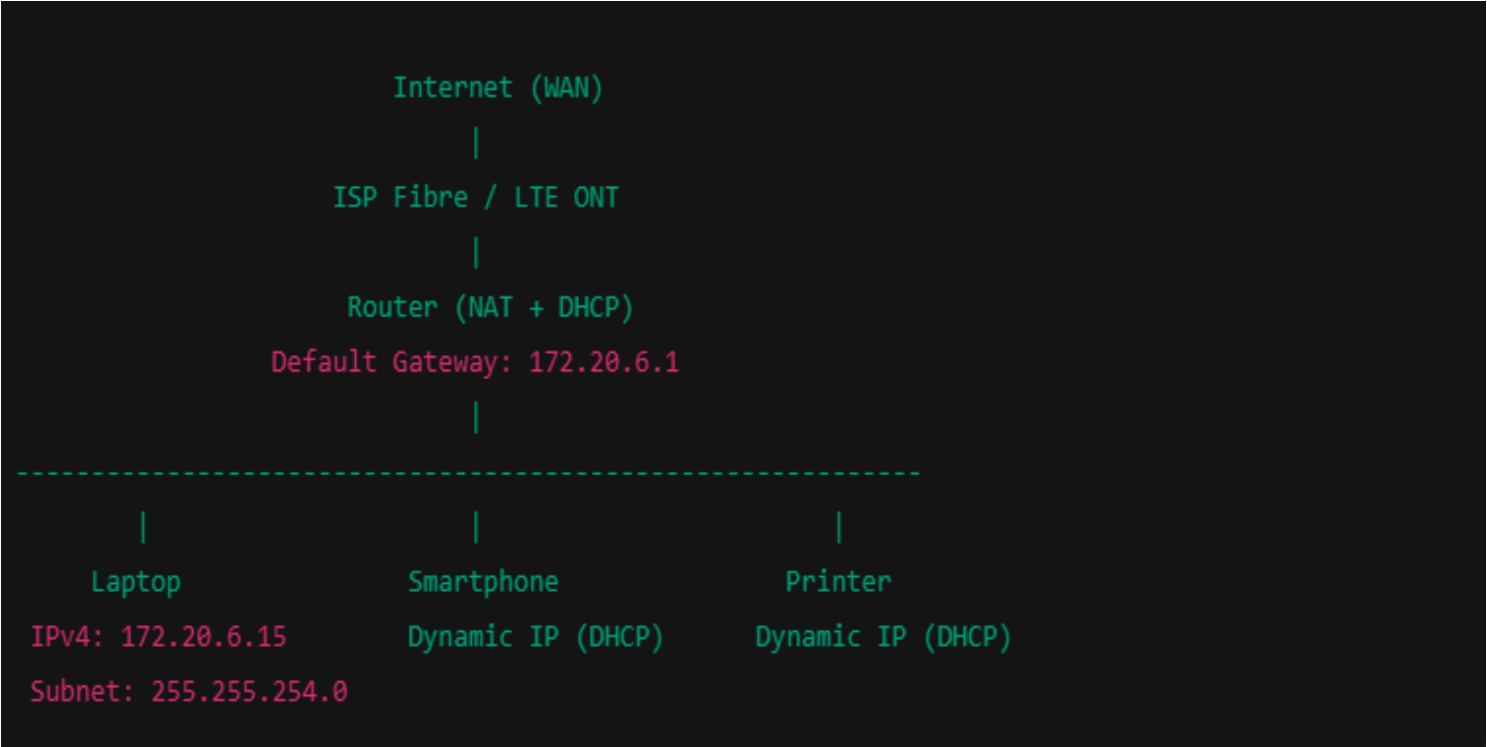 Internet (WAN)
|
ISP Fibre / LTE ONT
|
Router (NAT + DHCP)
Default Gateway: 172.20.6.1
|
------------------------------------------------------------
| | |
Laptop Smartphone Printer
IPv4: 172.20.6.15 Dynamic IP (DHCP) Dynamic IP (DHCP)
Subnet: 255.255.254.0